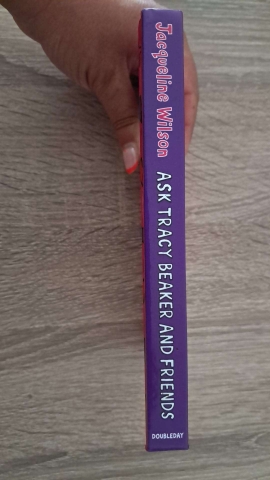 Jacqueline Wilson
ASK TRACY BEAKER AND FRIENDS
DOUBLEDAY